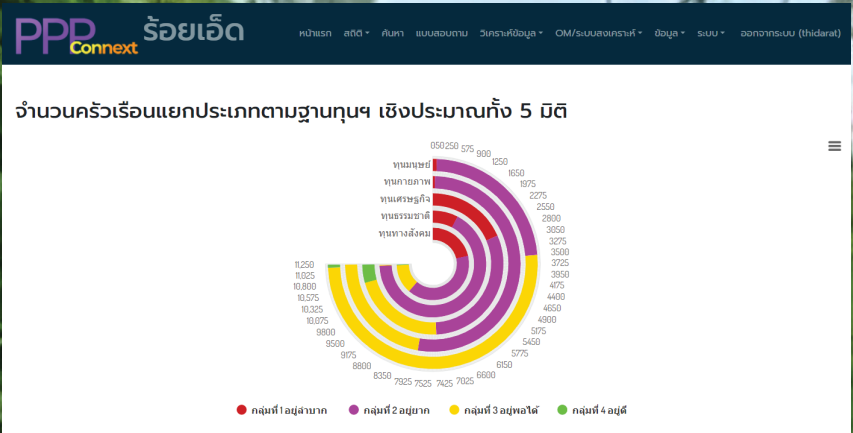 PPP Connext ร้อยเอ็ด หน้าแรก สถิติ ค้นหา แบบสอบถาม วิเคราะห์ข้อมูล OM/ระบบสงเคราะห์ ข้อมูล ระบบ ออกจากระบบ (thidarat)
จำนวนครัวเรือนแยกประเภทตามฐานทุนฯ เชิงประมาณทั้ง 5 มิติ
ทุนมนุษย์
ทุนกายภาพ
ทุนเศรษฐกิจ
ทุนธรรมชาติ
ทุนทางสังคม
0 50 250 575 900 1250 1650 1975 2275 2550 2800 3050 3275 3500 3725 3950 4175 4400 4650 4900 5175 5450 5775 6150 6600 7025 7425 7525 7925 8350 8800 9175 9500 9800 10,075 10,325 10,575 10,800 11,025 11,250
กลุ่มที่ 1 อยู่ลำบาก กลุ่มที่ 2 อยู่ยาก กลุ่มที่ 3 อยู่พอได้ กลุ่มที่ 4 อยู่ดี